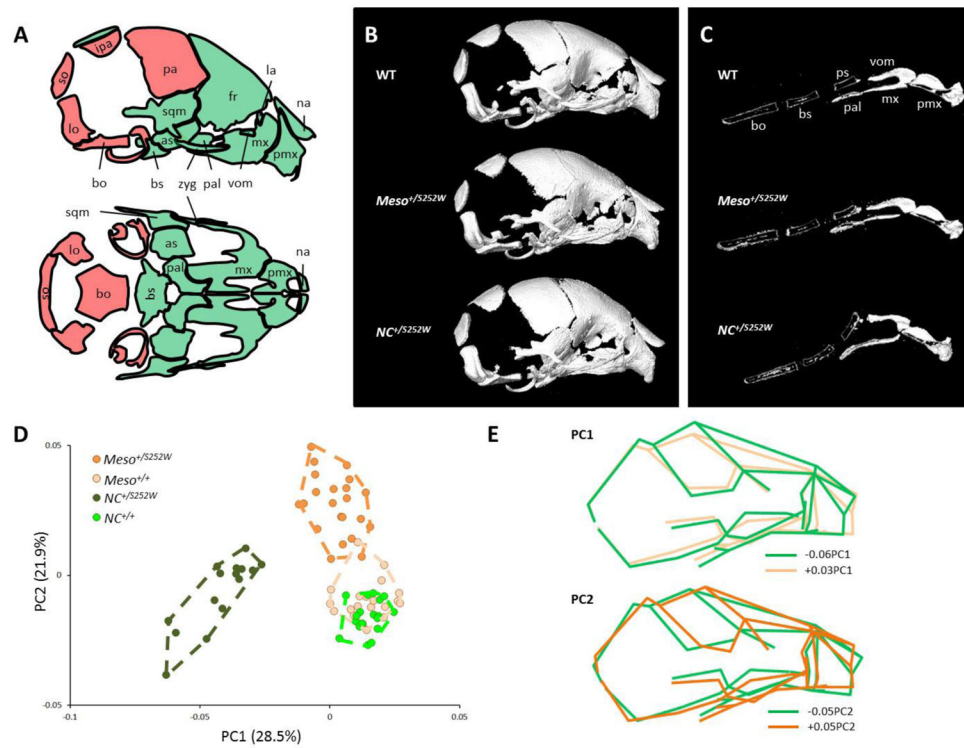 A
ipa
so
pa
la
fr
na
sqm
lo
as
mx
pmx
bo
bs
zyg
pal
vom
sqm
na
lo
as
pal
mx
pmx
so
bo
bs
B
WT
Meso+/S252W
NC+/S252W
C
WT
vom
ps
bo
bs
pal
mx
pmx
Meso+/S252W
NC+/S252W
D
0.05
Meso+/S252W
Meso+/+
NC+/S252W
NC+/+
PC2 (21.9%)
0
-0.05
-0.1
-0.05
0
0.05
PC1 (28.5%)
E
PC1
-0.06PC1
+0.03PC1
PC2
-0.05PC2
+0.05PC2